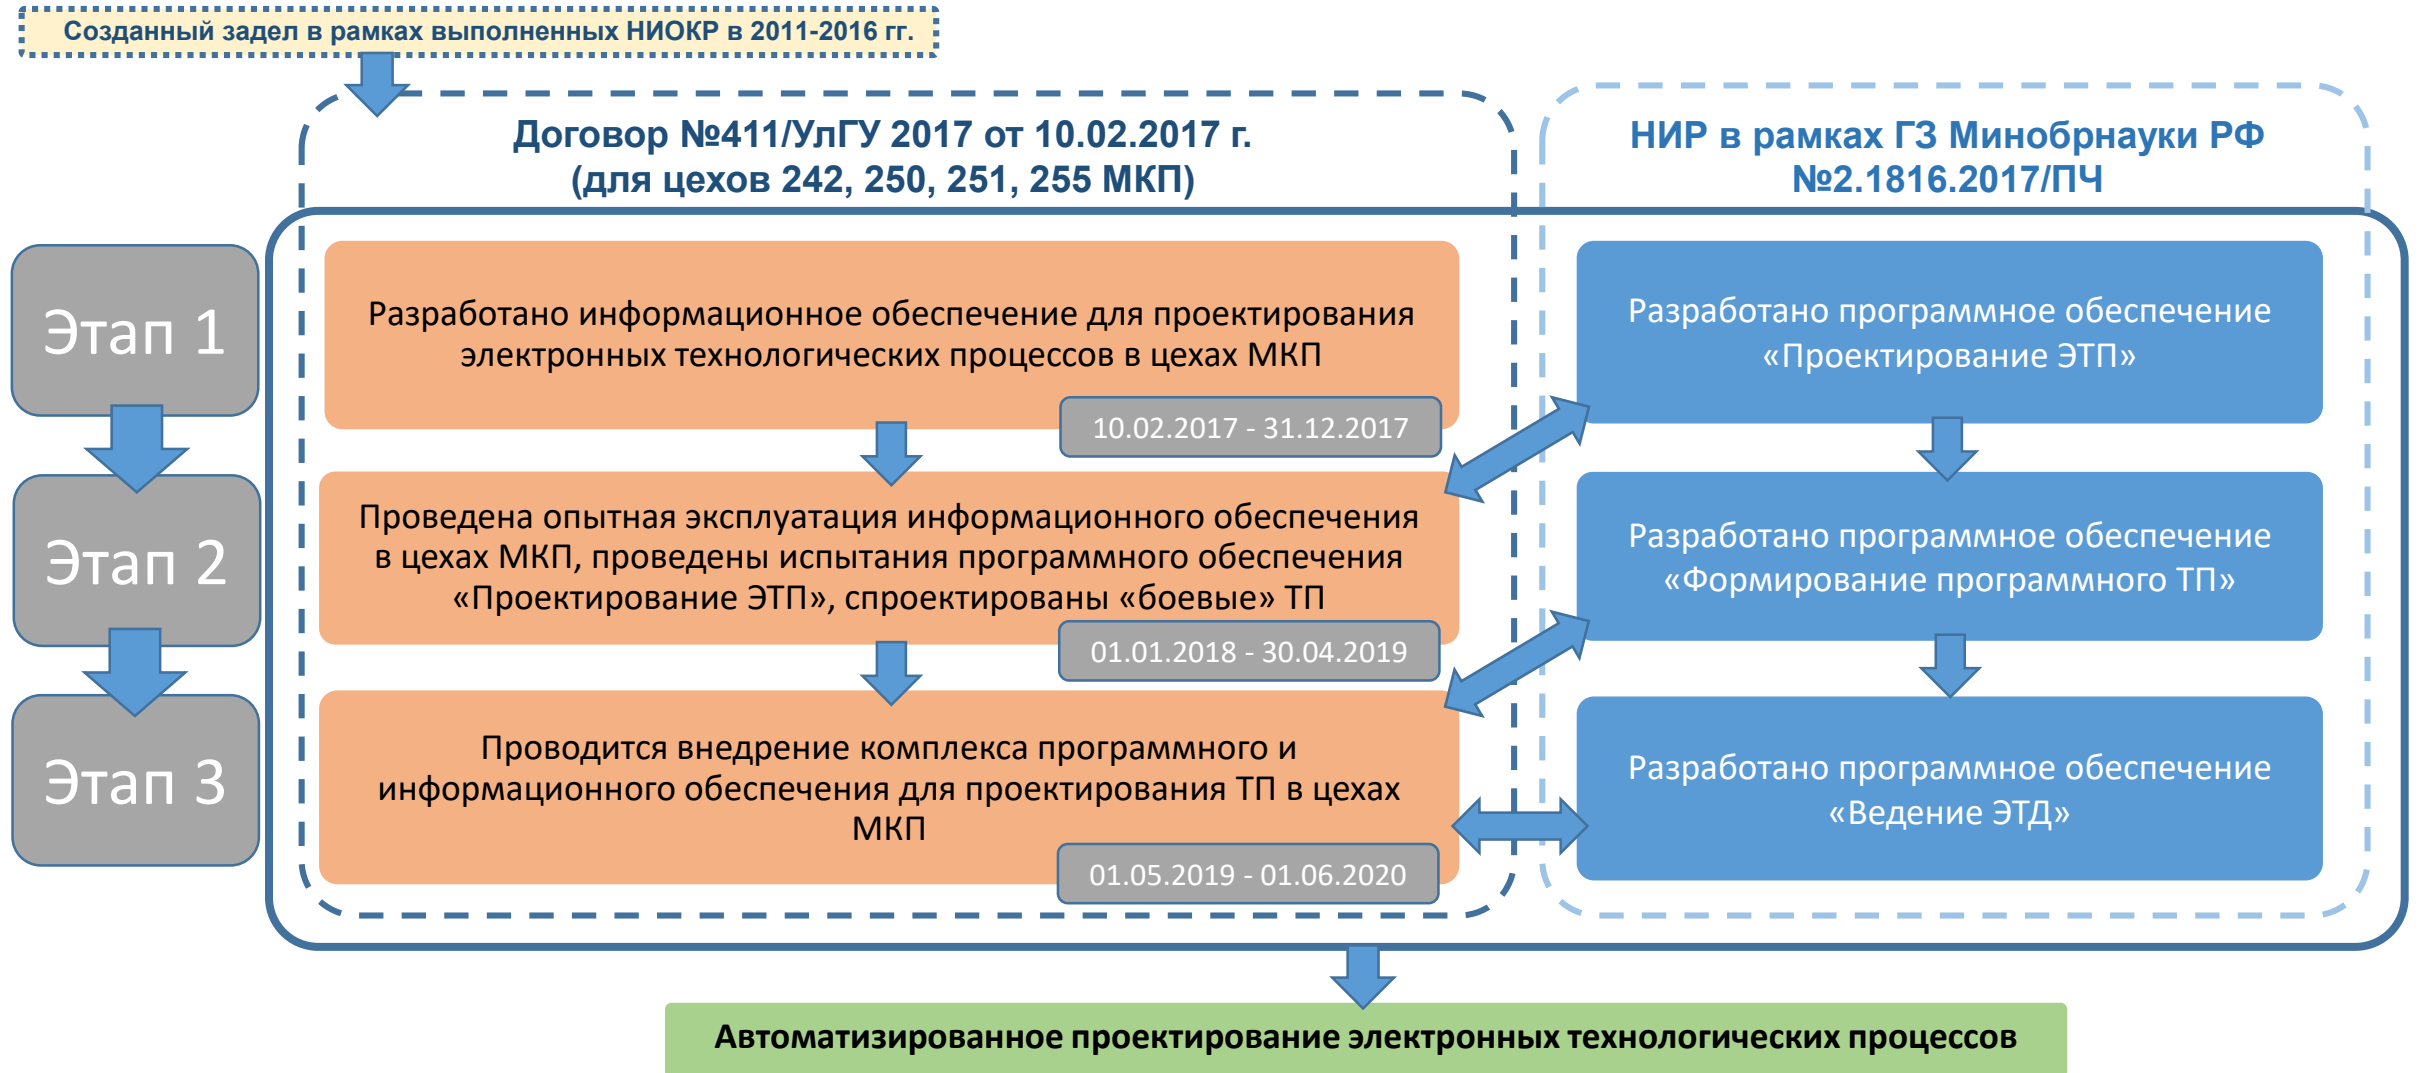 Созданный задел в рамках выполненных НИОКР в 2011-2016 гг.
Договор №411/УлГУ 2017 от 10.02.2017 г.
(для цехов 242, 250, 251, 255 МКП)
НИР в рамках ГЗ Минобрнауки РФ
№2.1816.2017/ПЧ
Этап 1
Разработано информационное обеспечение для проектирования
электронных технологических процессов в цехах МКП
10.02.2017 - 31.12.2017
Разработано программное обеспечение
«Проектирование ЭТП»
Этап 2
Проведена опытная эксплуатация информационного обеспечения
в цехах МКП, проведены испытания программного обеспечения
«Проектирование ЭТП», спроектированы «боевые» ТП
01.01.2018 - 30.04.2019
Разработано программное обеспечение
«Формирование программного ТП»
Этап 3
Проводится внедрение комплекса программного и
информационного обеспечения для проектирования ТП в цехах
МКП
01.05.2019 - 01.06.2020
Разработано программное обеспечение
«Ведение ЭТД»
Автоматизированное проектирование электронных технологических процессов